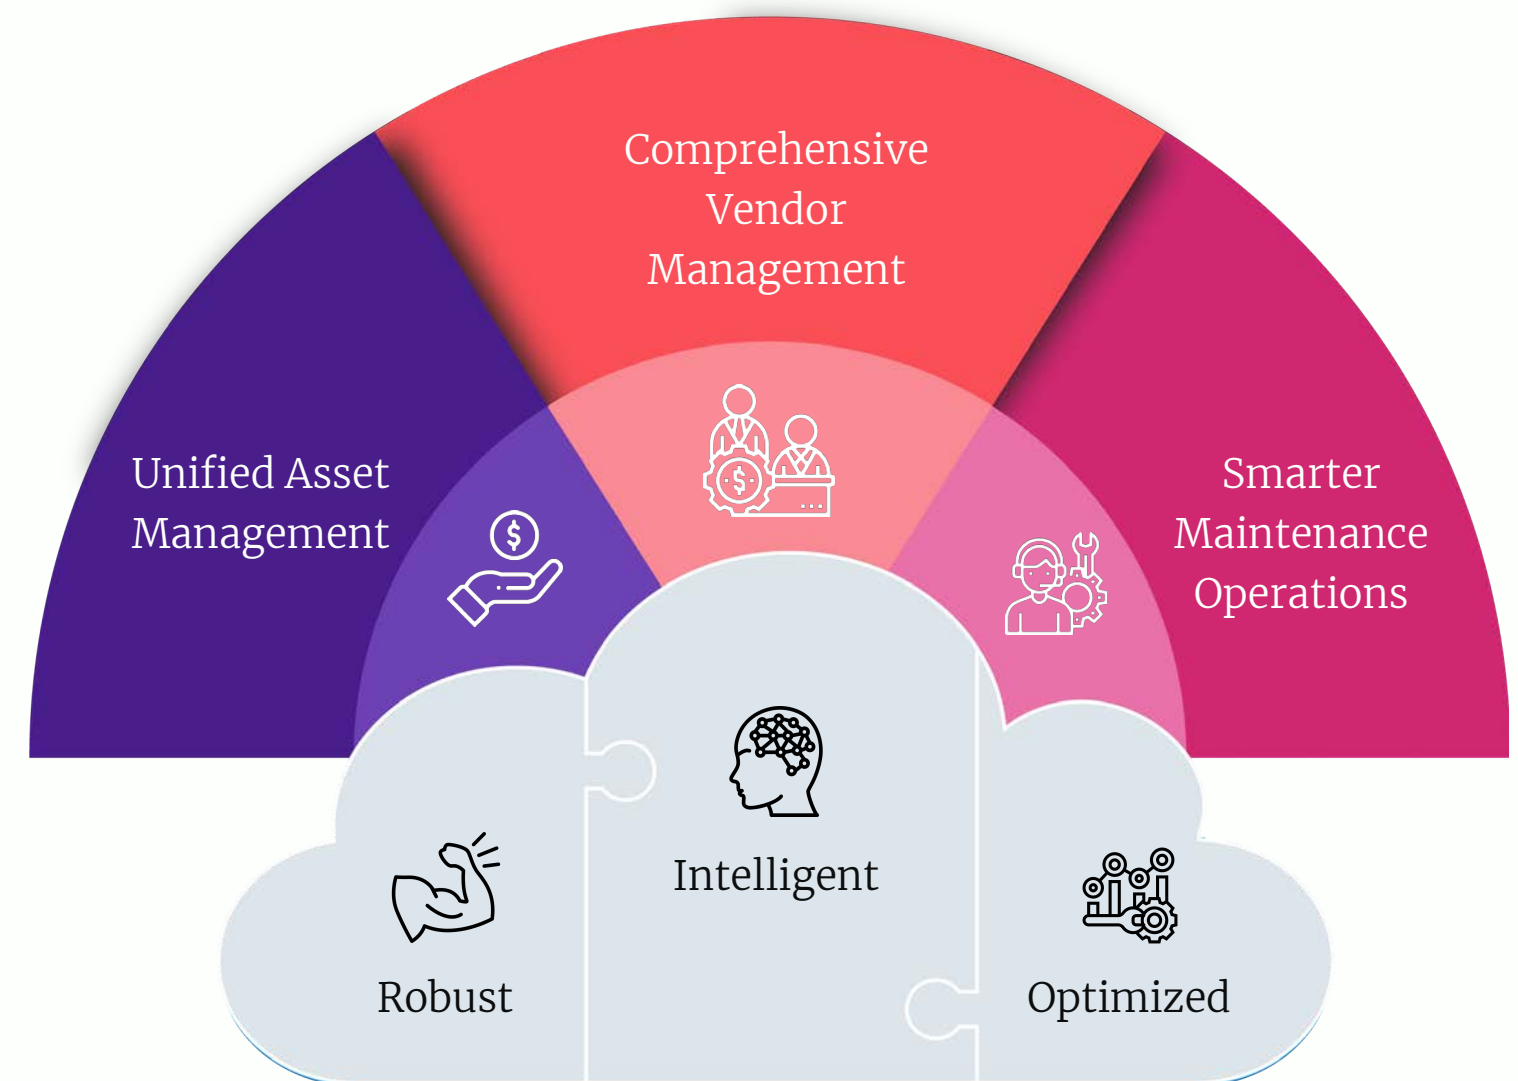 Comprehensive
Vendor
Management
Unified Asset
Management
Smarter
Maintenance
Operations
$
$
Intelligent
Robust
Optimized